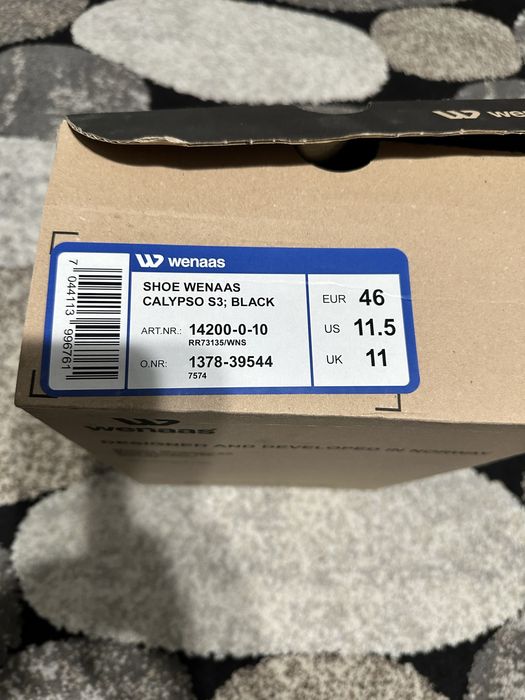 wenaas
SHOE WENAAS
CALYPSO S3; BLACK
ART.NR.: 14200-0-10
RR73135/WNS
O.NR: 1378-39544
7574
EUR 46
US 11.5
UK 11
7 044113 996761
wenaas
DESIGNED AND DEVELOPED IN NORWAY